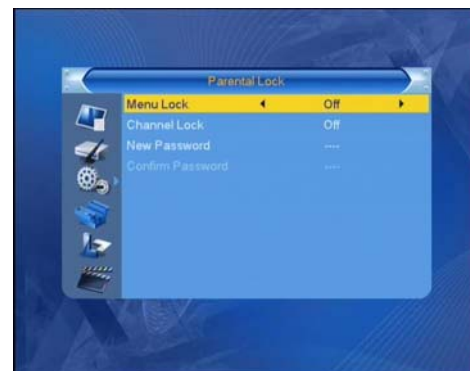 Parental Lock
Menu Lock Off
Channel Lock Off
New Password ----
Confirm Password ----